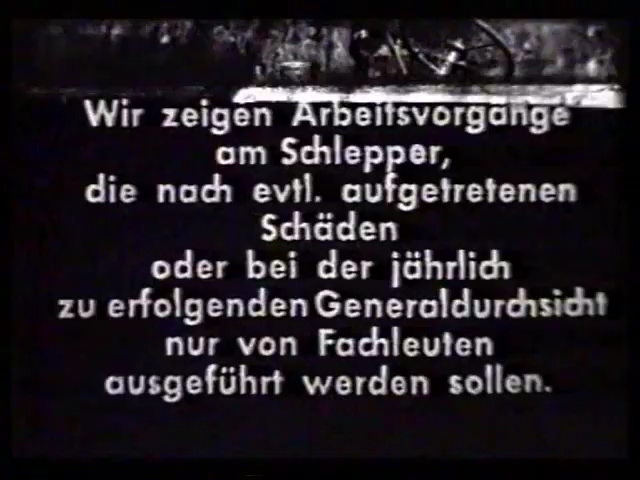 Wir zeigen Arbeitsvorgänge
am Schlepper,
die nach evtl. aufgetretenen
Schäden
oder bei der jährlich
zu erfolgenden Generaldurchsicht
nur von Fachleuten
ausgeführt werden sollen.